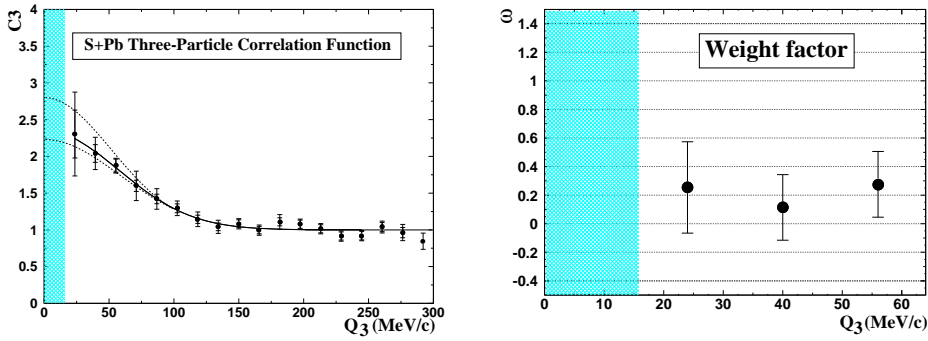 C3
4
3.5
3
2.5
2
1.5
1
0.5
0
S+Pb Three-Particle Correlation Function
0 50 100 150 200 250 300
Q3(MeV/c)
ω
1.4
1.2
1
0.8
0.6
0.4
0.2
0
-0.2
-0.4
Weight factor
0 10 20 30 40 50 60
Q3(MeV/c)